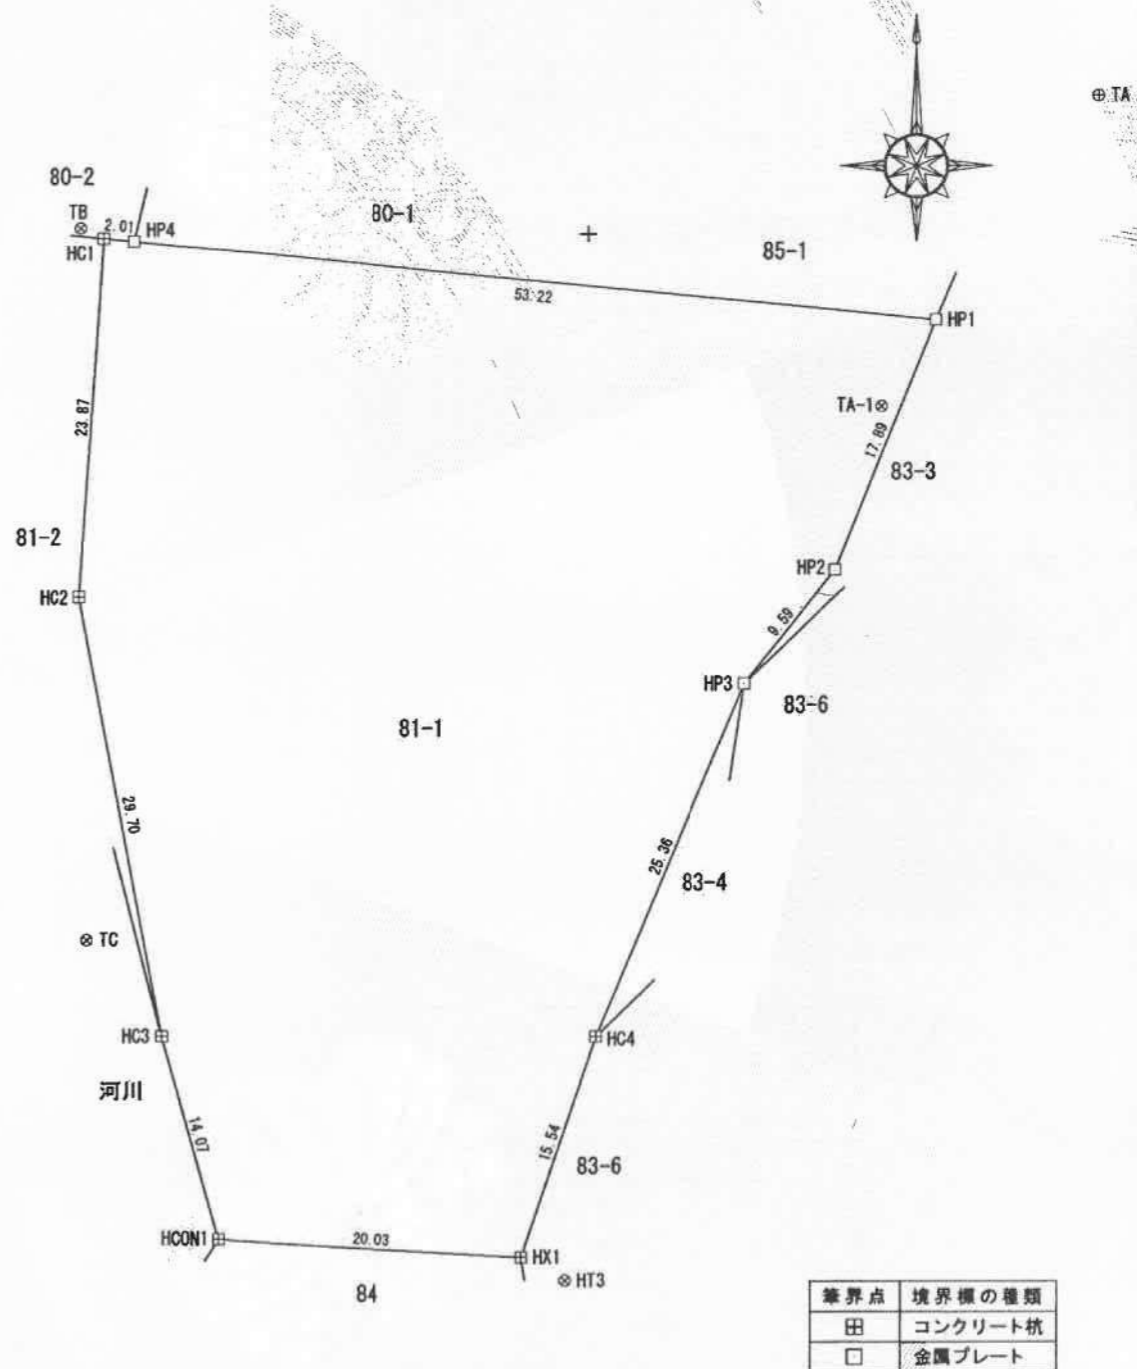 ⊕ TA
80-2
TB
80-1
2.01
HP4
HC1
85-1
53.22
HP1
TA-1⊗
23.87
17.89
83-3
81-2
HP2
HC2
9.59
HP3
83-6
81-1
29.70
25.36
83-4
⊗ TC
HC3
HC4
河川
14.07
15.54
83-6
HCON1
20.03
HX1
⊗ HT3
84
筆界点 境界標の種類
⊞ コンクリート杭
□ 金属プレート